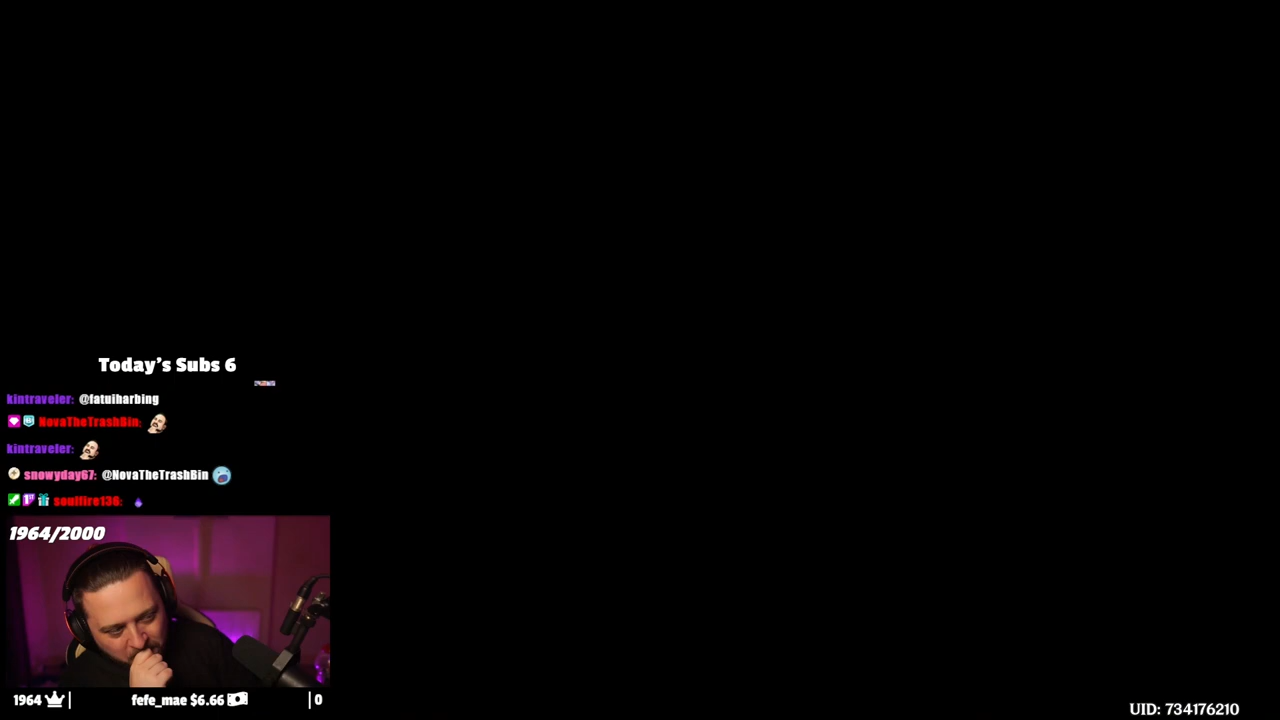 Today's Subs 6
kintraveler: @fatuiharbing
NovaTheTrashBin:
kintraveler:
snowyday67: @NovaTheTrashBin
soulfire136:
1964/2000
1964 | fefe_mae $6.66 | 0
UID: 734176210